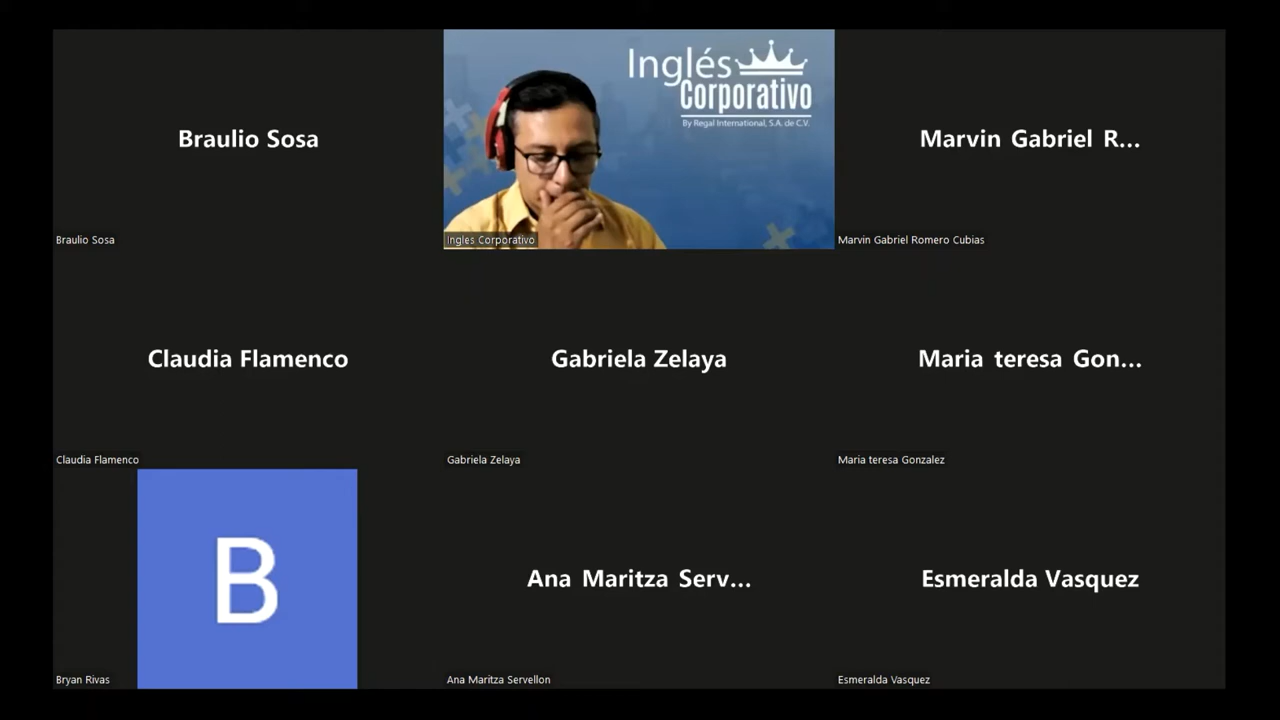 Braulio Sosa
Braulio Sosa
Inglés
Corporativo
By Regal International, S.A. de C.V.
Ingles Corporativo
Marvin Gabriel R...
Marvin Gabriel Romero Cubias
Claudia Flamenco
Claudia Flamenco
Gabriela Zelaya
Gabriela Zelaya
Maria teresa Gon...
Maria teresa Gonzalez
B
Bryan Rivas
Ana Maritza Serv...
Ana Maritza Servellon
Esmeralda Vasquez
Esmeralda Vasquez